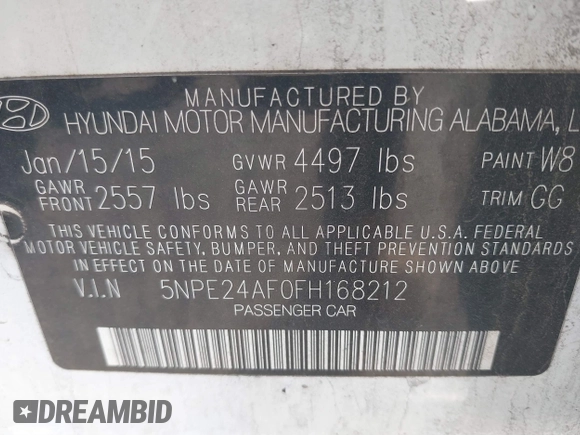 MANUFACTURED BY
HYUNDAI MOTOR MANUFACTURING ALABAMA, L
Jan/15/15 GVWR 4497 lbs PAINT W8
GAWR FRONT 2557 lbs GAWR REAR 2513 lbs TRIM GG
THIS VEHICLE CONFORMS TO ALL APPLICABLE U.S.A. FEDERAL
MOTOR VEHICLE SAFETY, BUMPER, AND THEFT PREVENTION STANDARDS
IN EFFECT ON THE DATE OF MANUFACTURE SHOWN ABOVE.
V.I.N 5NPE24AF0FH168212
PASSENGER CAR
DREAMBID